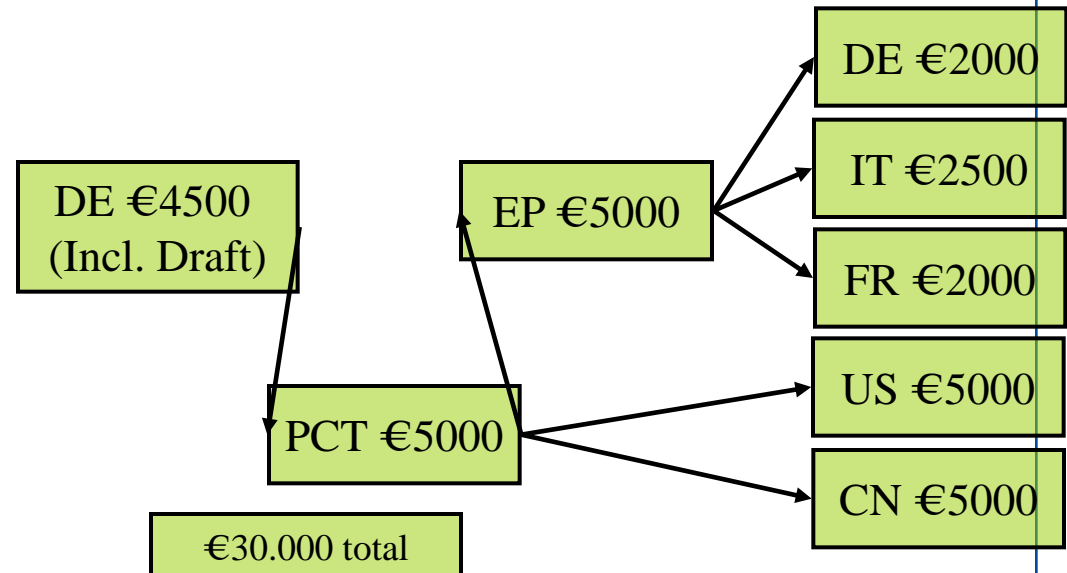 DE €4500
(Incl. Draft)
PCT €5000
EP €5000
DE €2000
IT €2500
FR €2000
US €5000
CN €5000
€30.000 total